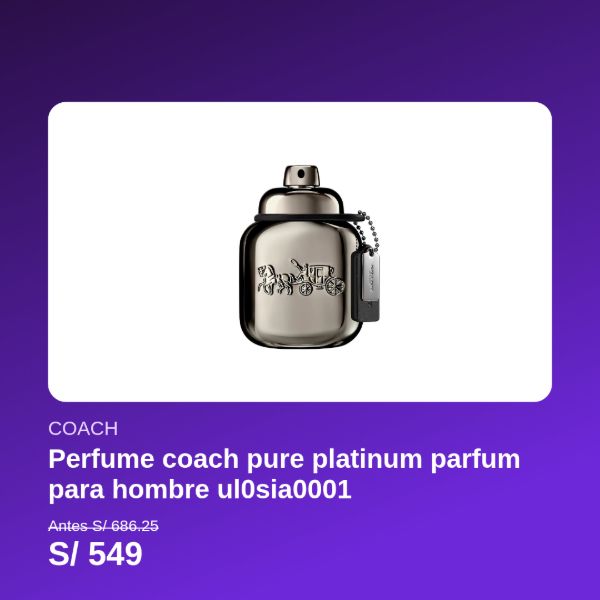 COACH
Perfume coach pure platinum parfum
para hombre ul0sia0001
Antes S/ 686.25
S/ 549